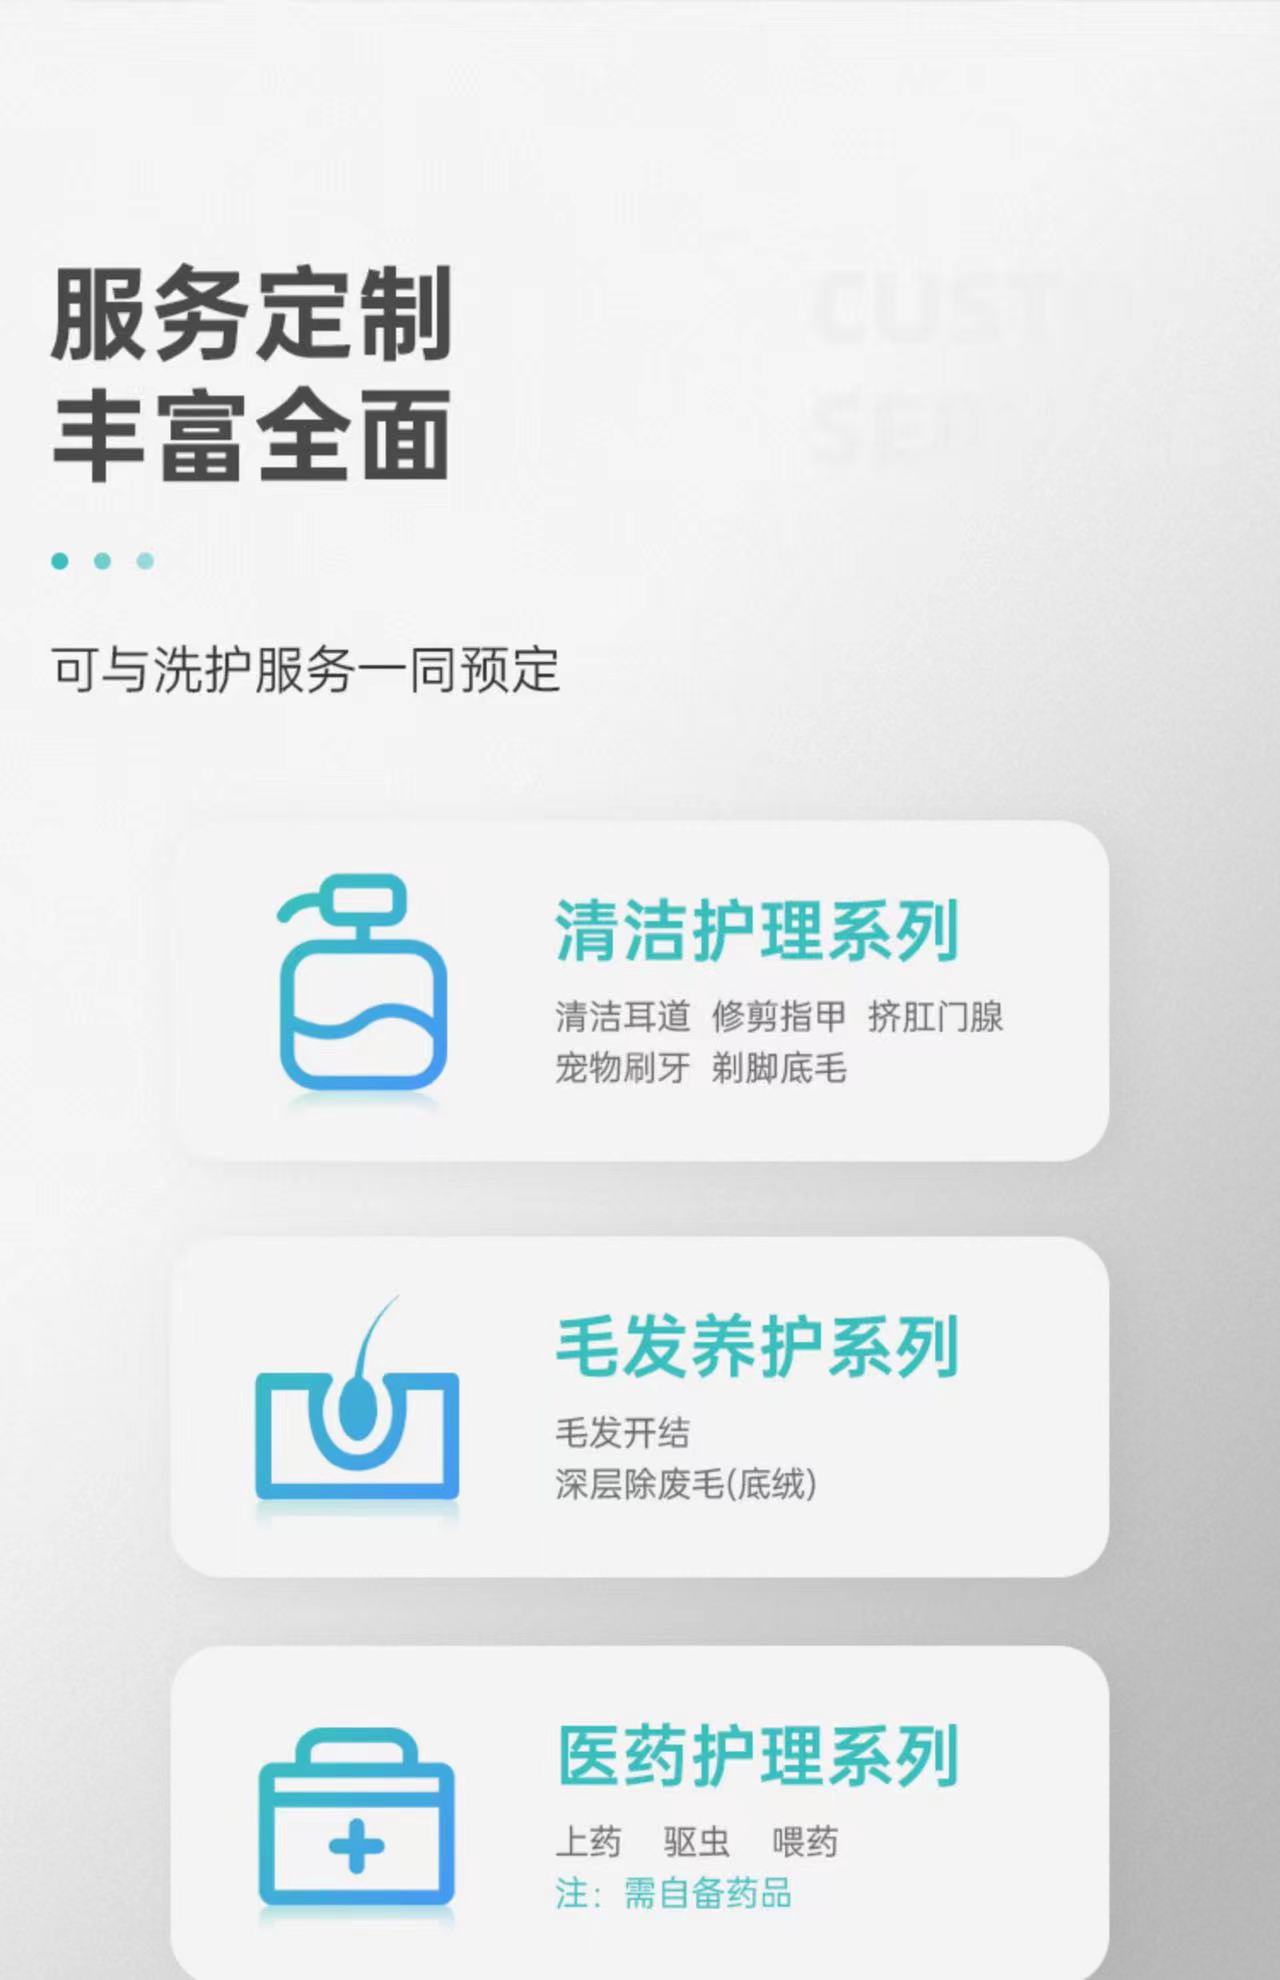 服务定制
CUST
丰富全面
SER
可与洗护服务一同预定
清洁护理系列
清洁耳道 修剪指甲 挤肛门腺
宠物刷牙 剃脚底毛
毛发养护系列
毛发开结
深层除废毛(底绒)
医药护理系列
上药 驱虫 喂药
注：需自备药品